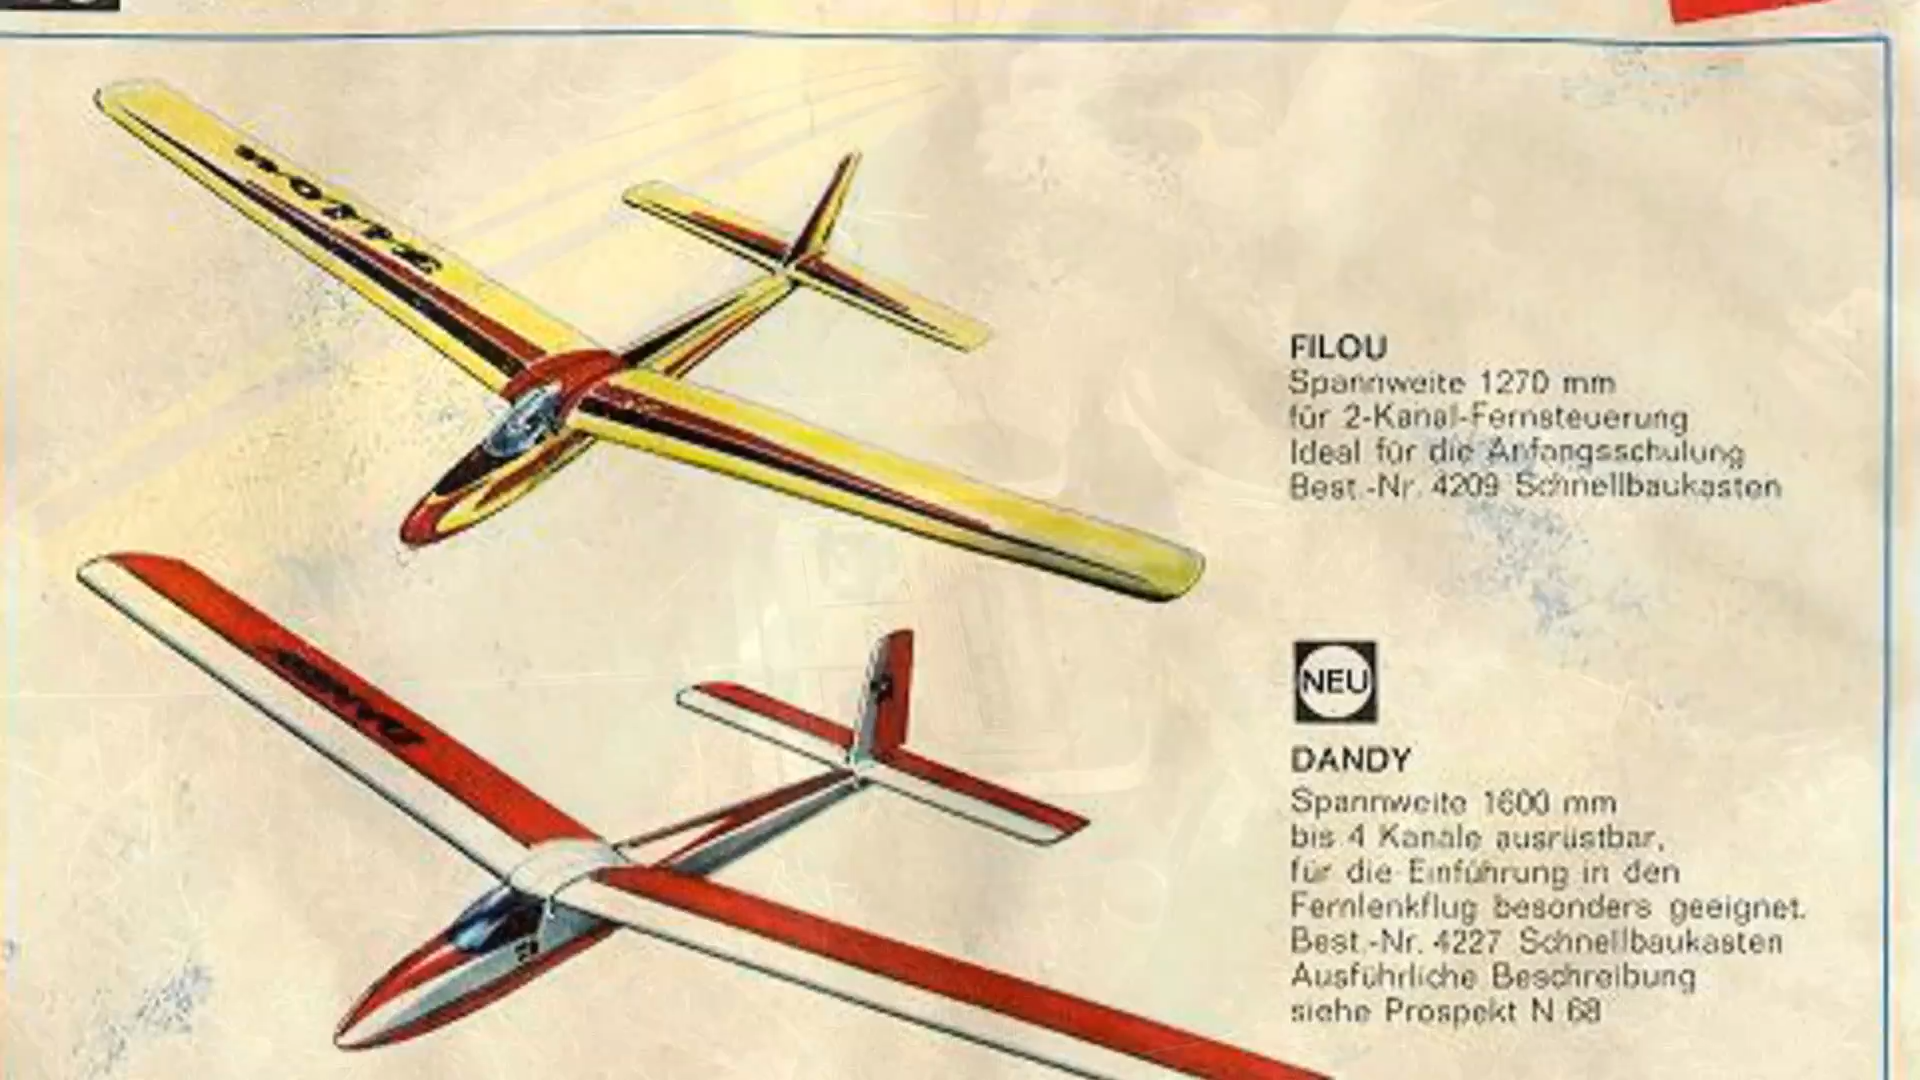 FILOU
FILOU
Spannweite 1270 mm
für 2-Kanal-Fernsteuerung
Ideal für die Anfangsschulung
Best.-Nr. 4209 Schnellbaukasten
NEU
DANDY
Spannweite 1600 mm
bis 4 Kanäle ausrüstbar,
für die Einführung in den
Fernlenkflug besonders geeignet.
Best.-Nr. 4227 Schnellbaukasten
Ausführliche Beschreibung
siehe Prospekt N 68